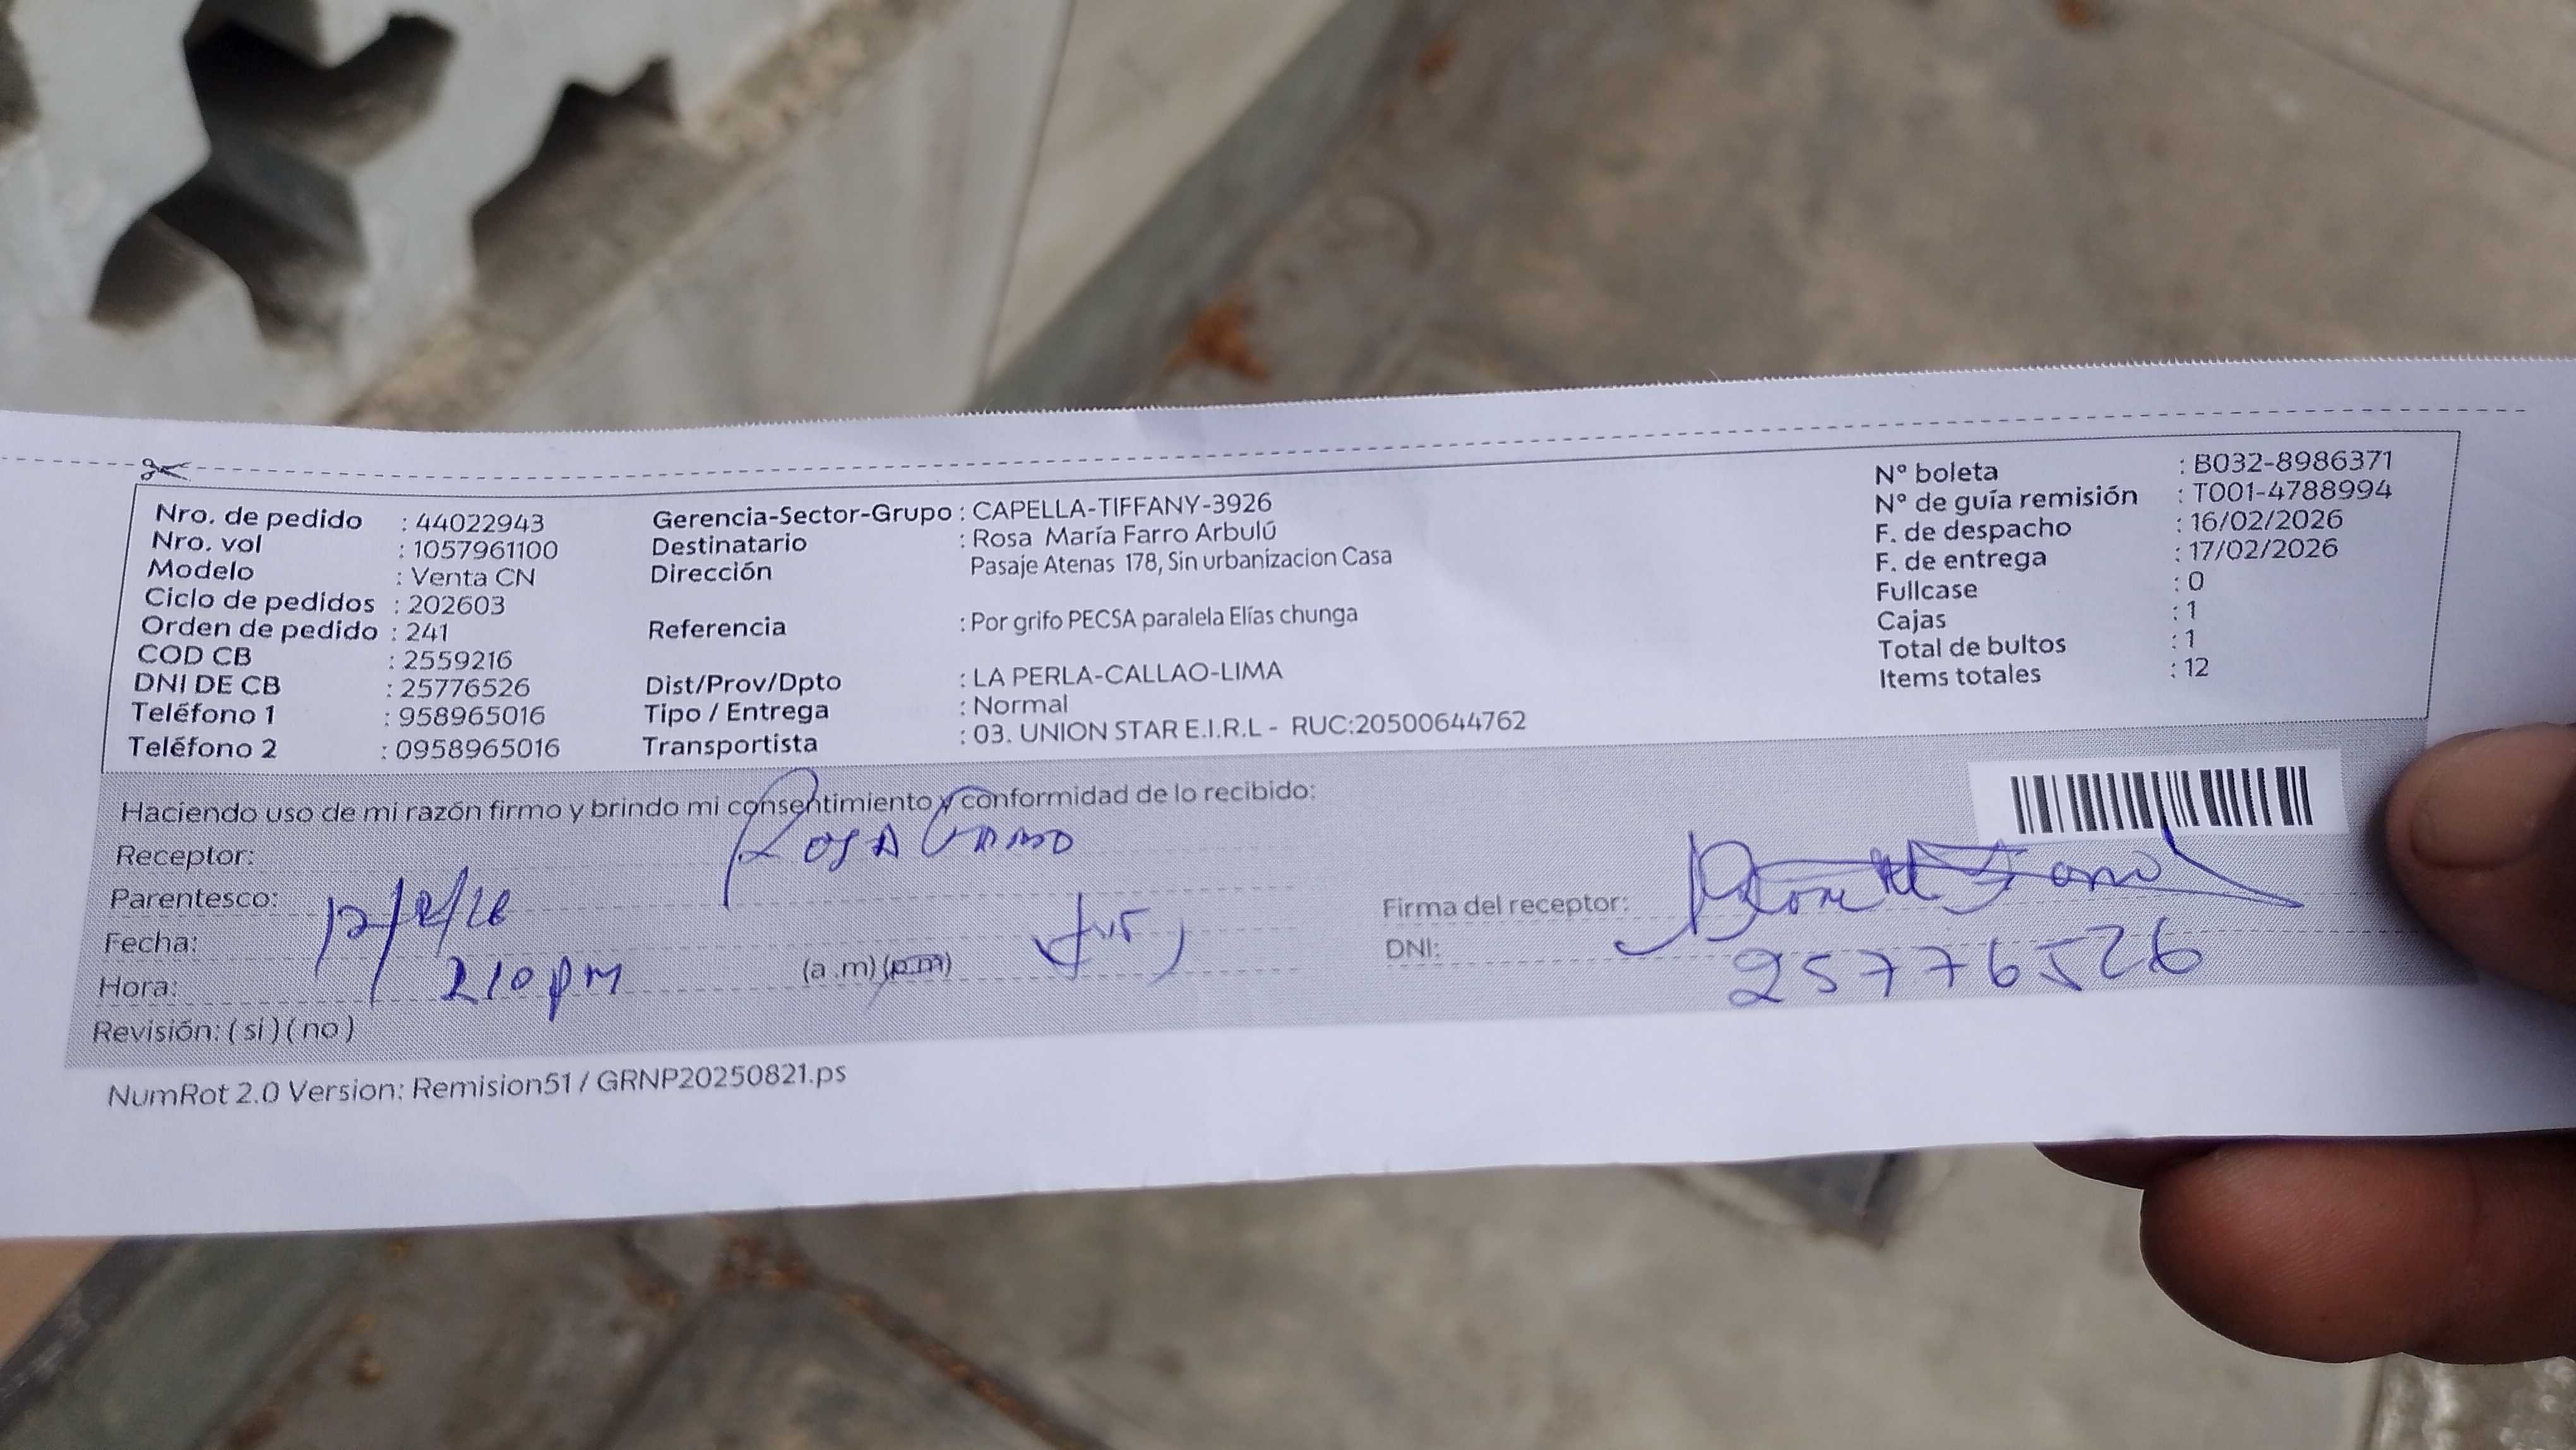 Nro. de pedido : 44022943
Nro. vol : 1057961100
Modelo : Venta CN
Ciclo de pedidos : 202603
Orden de pedido : 241
COD CB : 2559216
DNI DE CB : 25776526
Teléfono 1 : 958965016
Teléfono 2 : 0958965016
Gerencia-Sector-Grupo : CAPELLA-TIFFANY-3926
Destinatario : Rosa María Farro Arbulú
Dirección Pasaje Atenas 178, Sin urbanizacion Casa
Referencia : Por grifo PECSA paralela Elías chunga
Dist/Prov/Dpto : LA PERLA-CALLAO-LIMA
Tipo / Entrega : Normal
Transportista : 03. UNION STAR E.I.R.L - RUC:20500644762
N° boleta : B032-8986371
N° de guía remisión : T001-4788994
F. de despacho : 16/02/2026
F. de entrega : 17/02/2026
Fullcase : 0
Cajas : 1
Total de bultos : 1
Items totales : 12
Haciendo uso de mi razón firmo y brindo mi consentimiento y conformidad de lo recibido:
Receptor: Rosa
Parentesco:
Fecha:
Hora: 210 pm (a.m) (p.m)
Revisión: ( si ) ( no )
Firma del receptor:
DNI: 25776526
NumRot 2.0 Version: Remision51 / GRNP20250821.ps